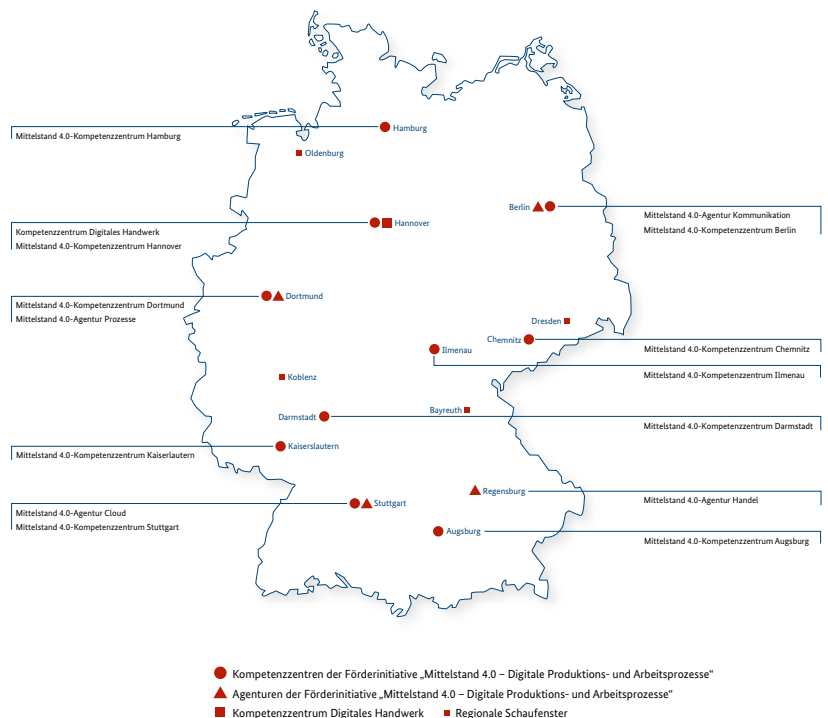 Hamburg
Mittelstand 4.0-Kompetenzzentrum Hamburg
Oldenburg
Berlin
Mittelstand 4.0-Agentur Kommunikation
Mittelstand 4.0-Kompetenzzentrum Berlin
Hannover
Kompetenzzentrum Digitales Handwerk
Mittelstand 4.0-Kompetenzzentrum Hannover
Dortmund
Mittelstand 4.0-Kompetenzzentrum Dortmund
Mittelstand 4.0-Agentur Prozesse
Dresden
Chemnitz
Mittelstand 4.0-Kompetenzzentrum Chemnitz
Ilmenau
Mittelstand 4.0-Kompetenzzentrum Ilmenau
Koblenz
Bayreuth
Darmstadt
Mittelstand 4.0-Kompetenzzentrum Darmstadt
Kaiserslautern
Mittelstand 4.0-Kompetenzzentrum Kaiserlautern
Regensburg
Mittelstand 4.0-Agentur Handel
Stuttgart
Mittelstand 4.0-Agentur Cloud
Mittelstand 4.0-Kompetenzzentrum Stuttgart
Augsburg
Mittelstand 4.0-Kompetenzzentrum Augsburg
Kompetenzzentren der Förderinitiative „Mittelstand 4.0 – Digitale Produktions- und Arbeitsprozesse“
Agenturen der Förderinitiative „Mittelstand 4.0 – Digitale Produktions- und Arbeitsprozesse“
Kompetenzzentrum Digitales Handwerk Regionale Schaufenster